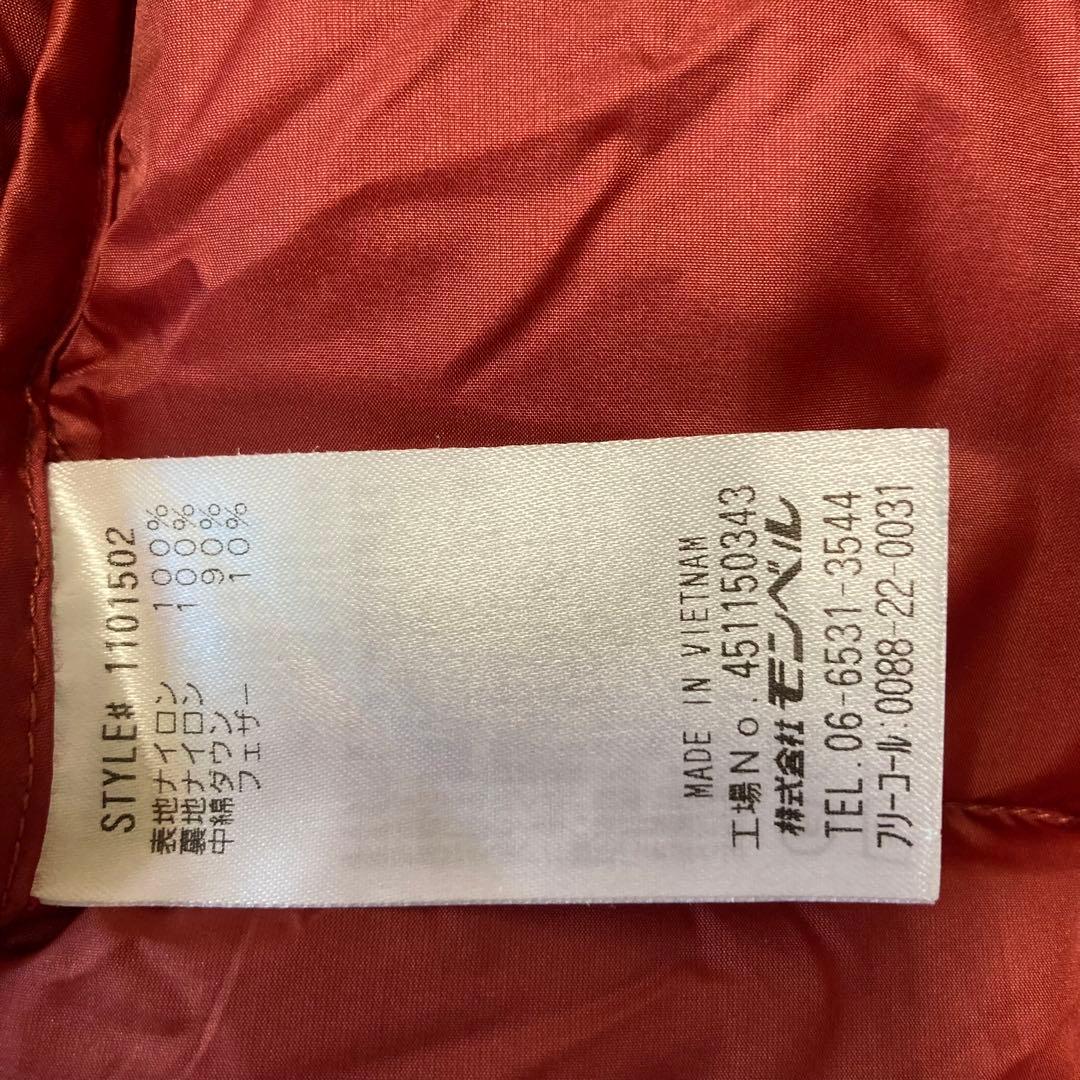 STYLE# 1101502
表地ナイロン 100%
裏地ナイロン 100%
中綿ダウン 90%
フェザー 10%
MADE IN VIETNAM
工場No.451150343
株式会社モンベル
TEL.06-6531-3544
フリーコール:0088-22-0031